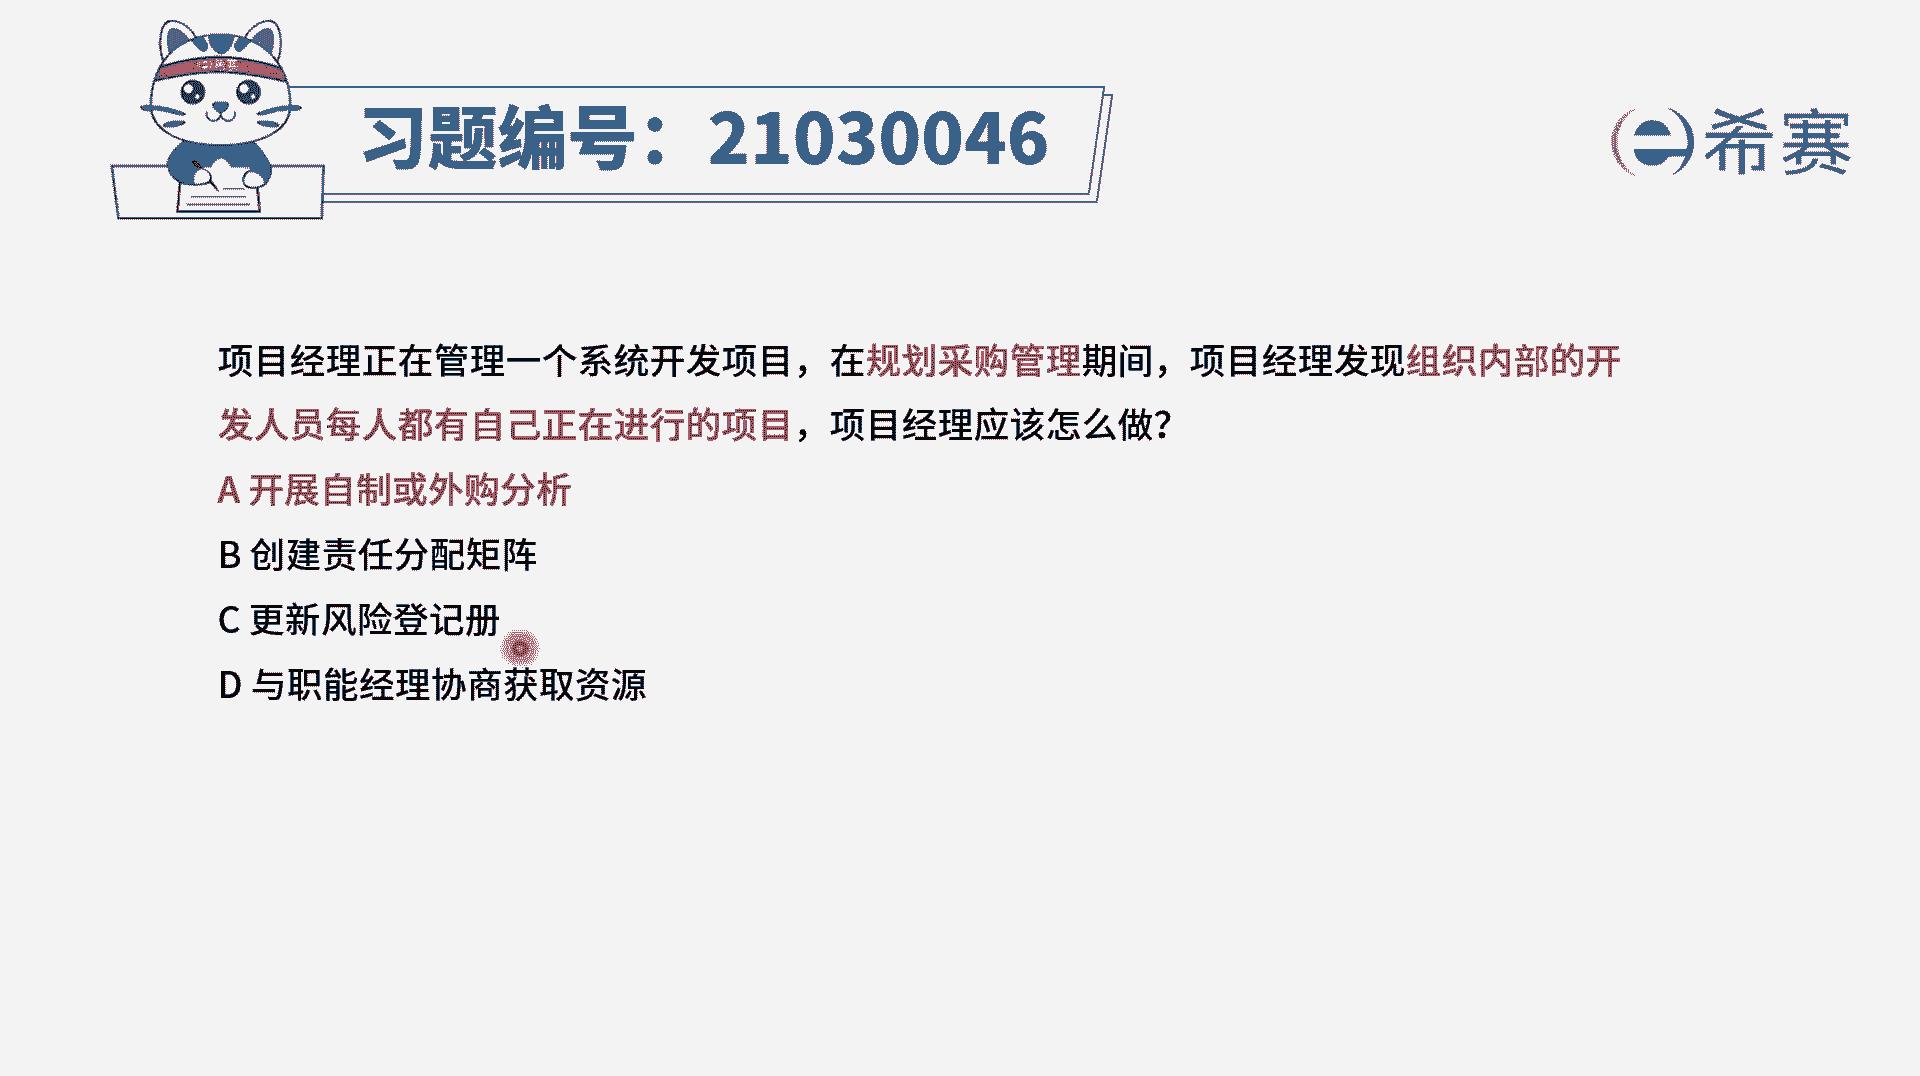 习题编号：21030046
希赛
项目经理正在管理一个系统开发项目，在规划采购管理期间，项目经理发现组织内部的开
发人员每人都有自己正在进行的项目，项目经理应该怎么做？
A 开展自制或外购分析
B 创建责任分配矩阵
C 更新风险登记册
D 与职能经理协商获取资源